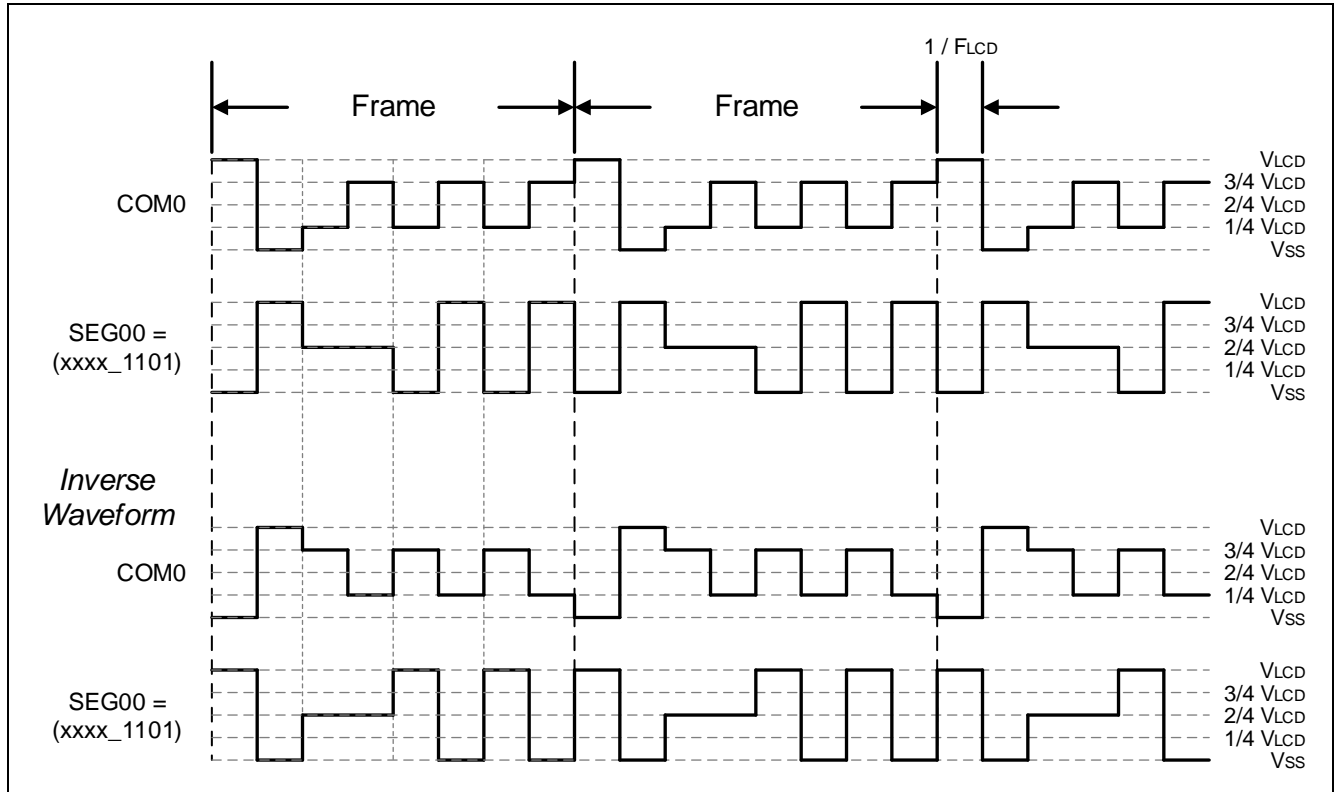 1 / FLCD
Frame
Frame
COM0
VLCD
3/4 VLCD
2/4 VLCD
1/4 VLCD
VSS
SEG00 =
(xxxx_1101)
VLCD
3/4 VLCD
2/4 VLCD
1/4 VLCD
VSS
Inverse
Waveform
COM0
VLCD
3/4 VLCD
2/4 VLCD
1/4 VLCD
VSS
SEG00 =
(xxxx_1101)
VLCD
3/4 VLCD
2/4 VLCD
1/4 VLCD
VSS